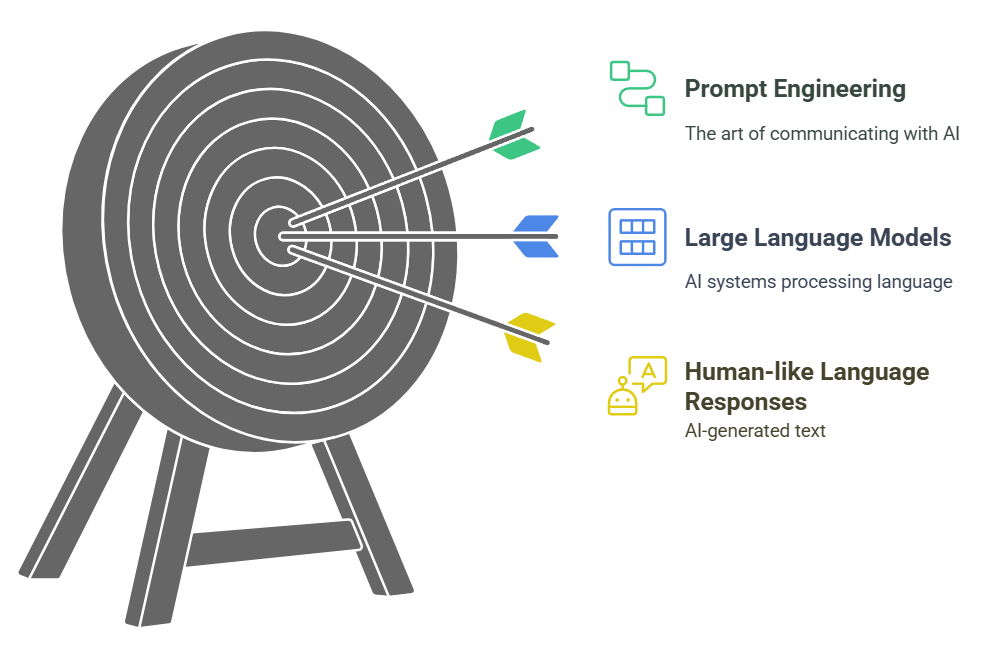 Prompt Engineering
The art of communicating with AI
Large Language Models
AI systems processing language
A
Human-like Language
Responses
AI-generated text